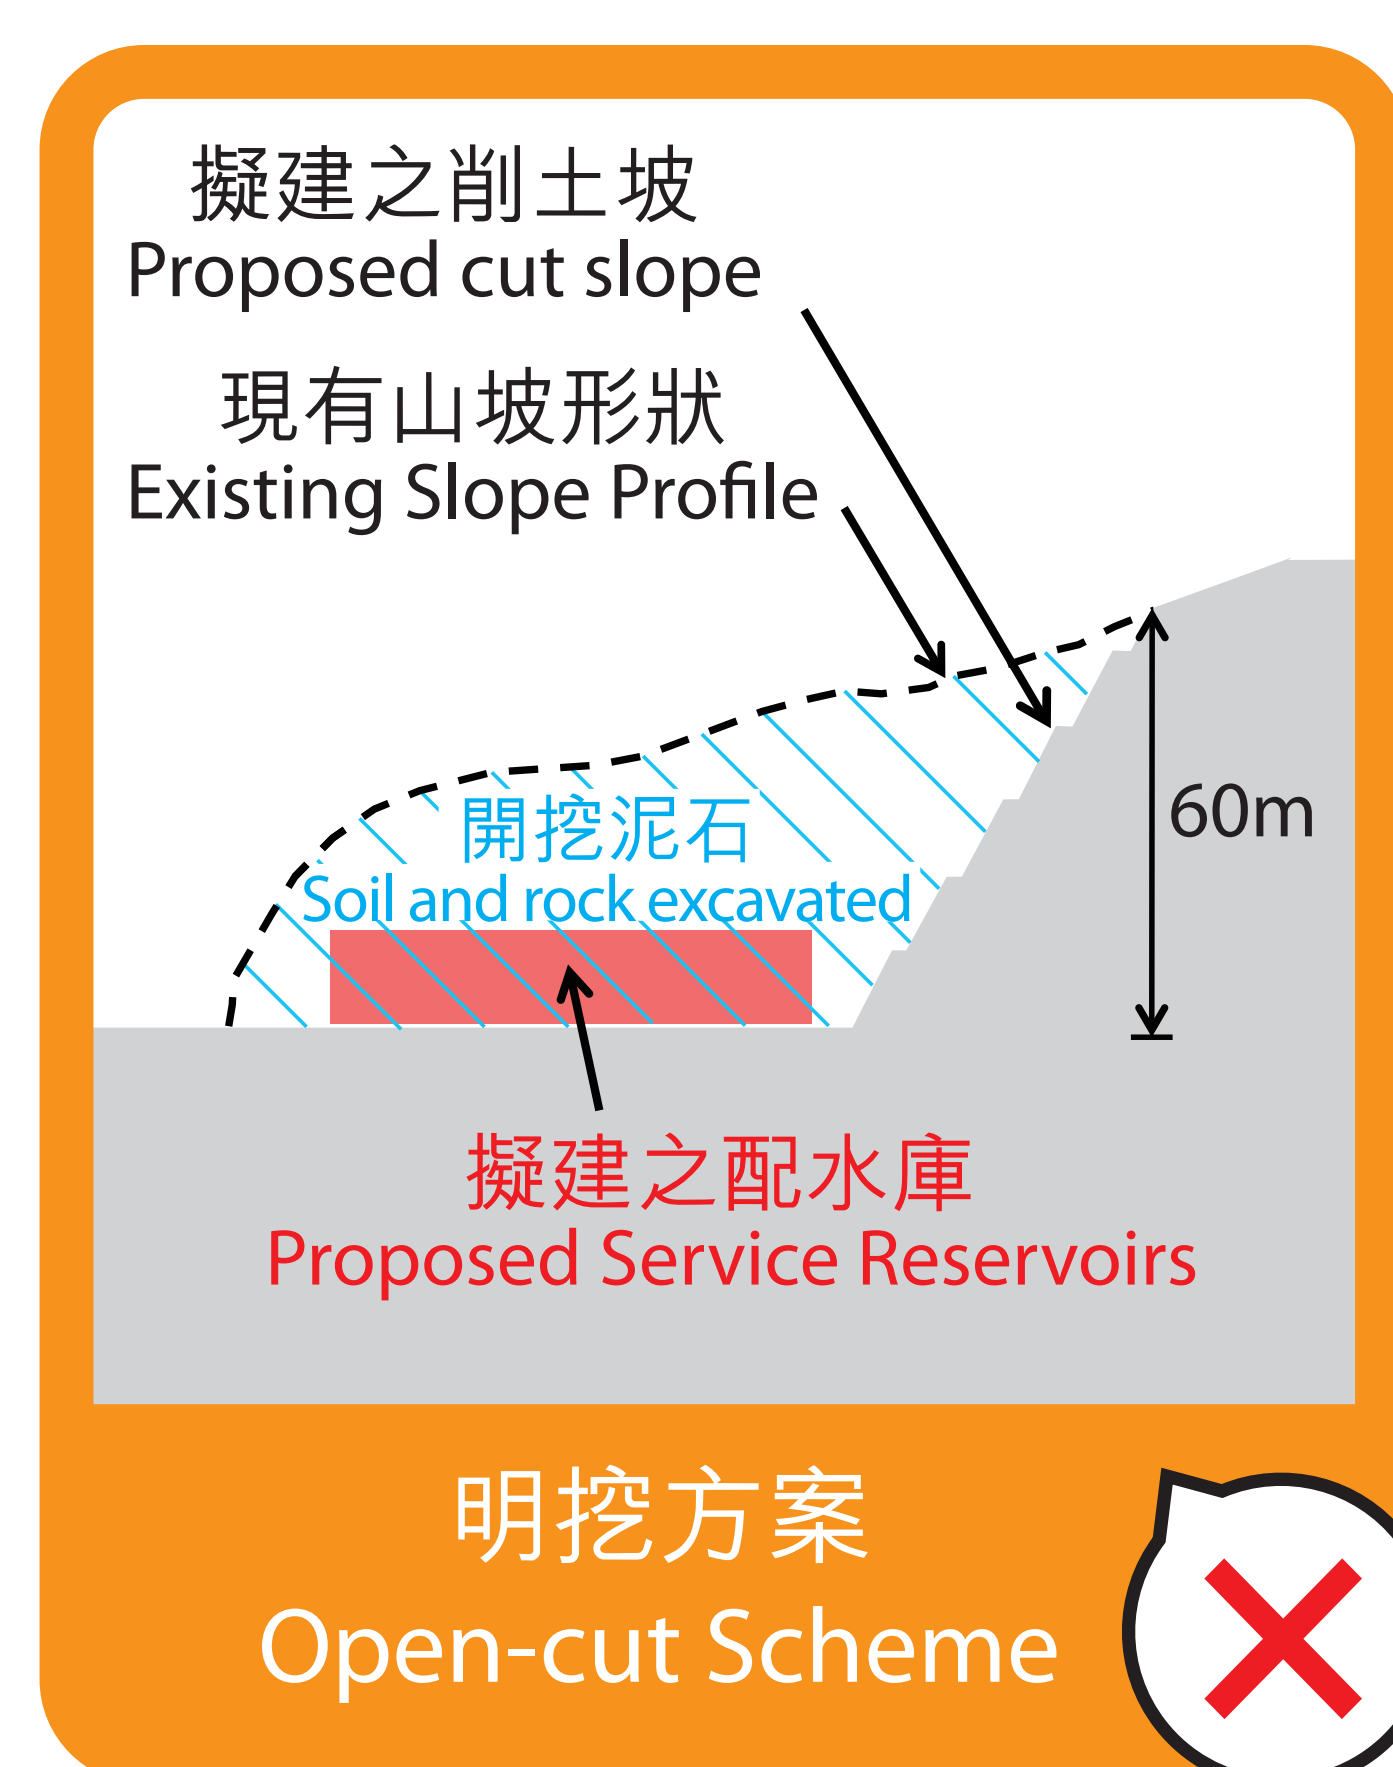 擬建之削土坡
Proposed cut slope
現有山坡形狀
Existing Slope Profile
60m
開挖泥石
Soil and rock excavated
擬建之配水庫
Proposed Service Reservoirs
明挖方案
Open-cut Scheme